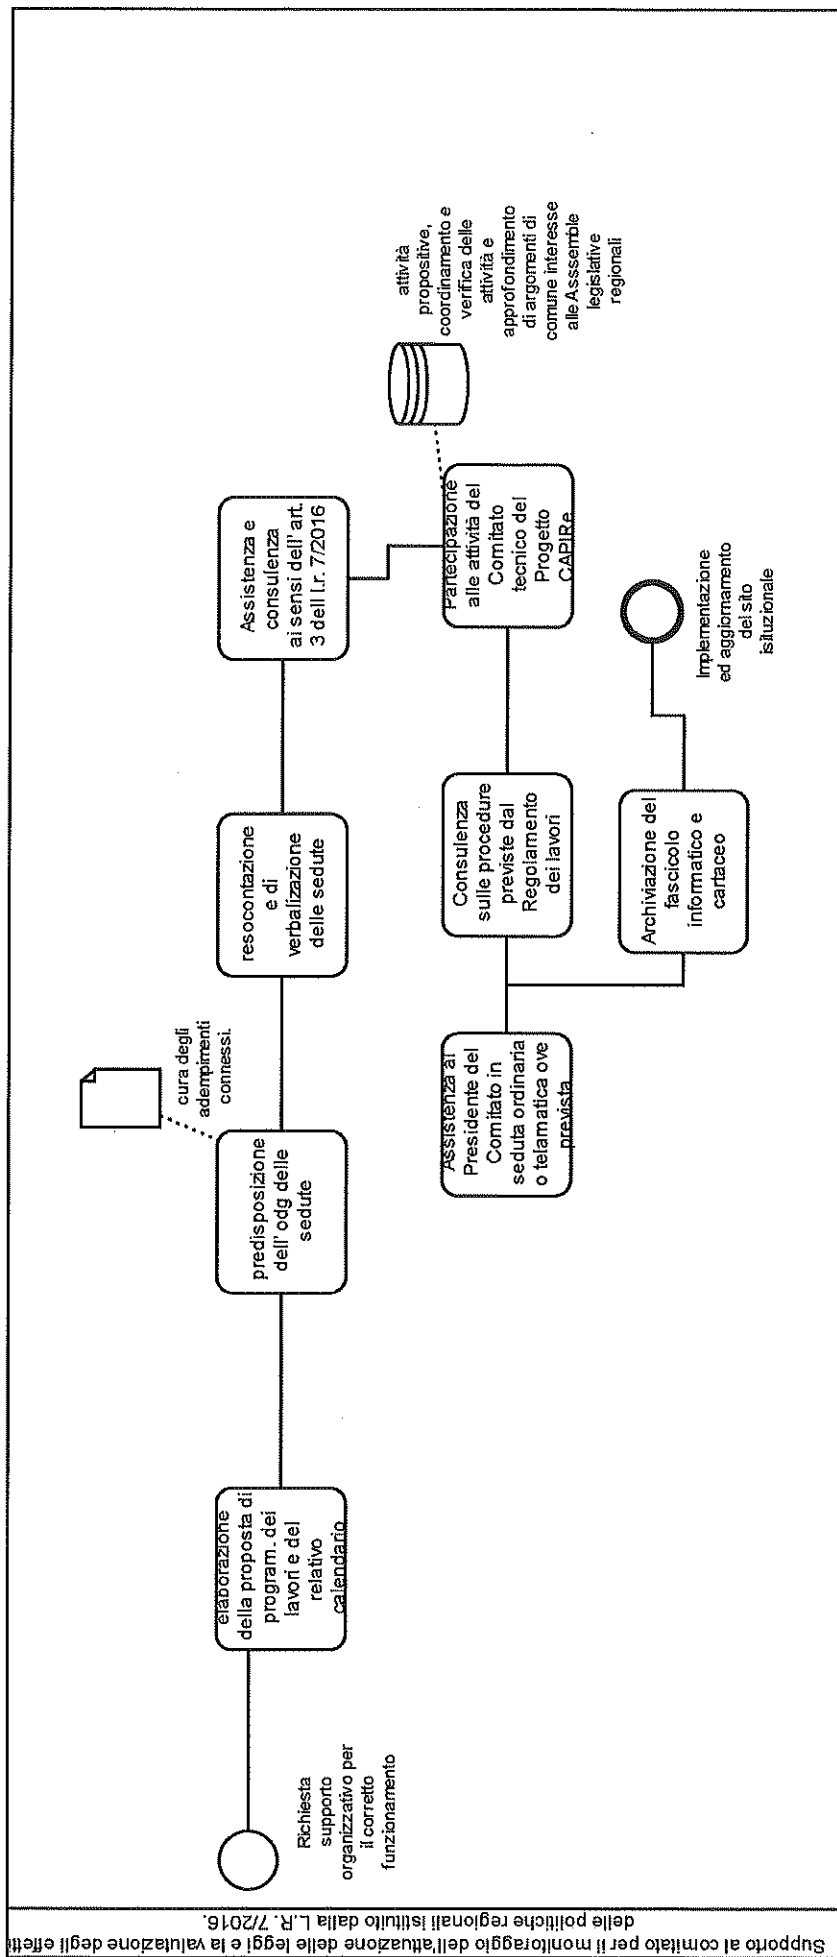 Supporto al comitato per il monitoraggio dell'attuazione delle leggi e la valutazione degli effetti
delle politiche regionali istituito dalla L.R. 7/2016.
Richiesta
supporto
organizzativo per
il corretto
funzionamento
elaborazione
della proposta di
program. dei
lavori e del
relativo
calendario
predisposizione
dell' odg delle
sedute
cura degli
adempimenti
connessi.
resocontazione
e di
verbalizzazione
delle sedute
Assistenza e
consulenza
ai sensi dell' art.
3 dell l.r. 7/2016
Partecipazione
alle attività del
Comitato
tecnico del
Progetto
CAPIRe
attività
propositive,
coordinamento e
verifica delle
attività e
approfondimento
di argomenti di
comune interesse
alle Asssemble
legislative
regionali
Consulenza
sulle procedure
previste dal
Regolamento
dei lavori
Assistenza al
Presidente del
Comitato in
seduta ordinaria
o telamatica ove
prevista
Archiviazione del
fascicolo
informatico e
cartaceo
Implementazione
ed aggiornamento
del sito
isituzionale